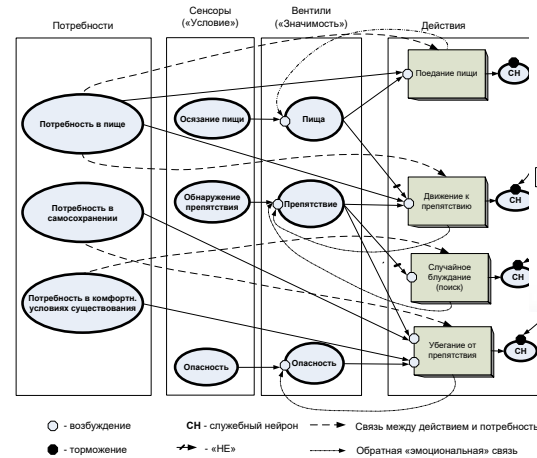 Потребности
Сенсоры
(«Условие»)
Вентили
(«Значимость»)
Действия
Потребность в пище
Потребность в
самосохранении
Потребность в комфортн.
условиях существования
Осязание пищи
Обнаружение
препятствия
Опасность
Пища
Препятствие
Опасность
Поедание пищи
СН
Движение к
препятствию
СН
Случайное
блуждание
(поиск)
СН
Убегание от
препятствия
СН
- возбуждение
СН - служебный нейрон
Связь между действием и потребность
- торможение
- «НЕ»
Обратная «эмоциональная» связь